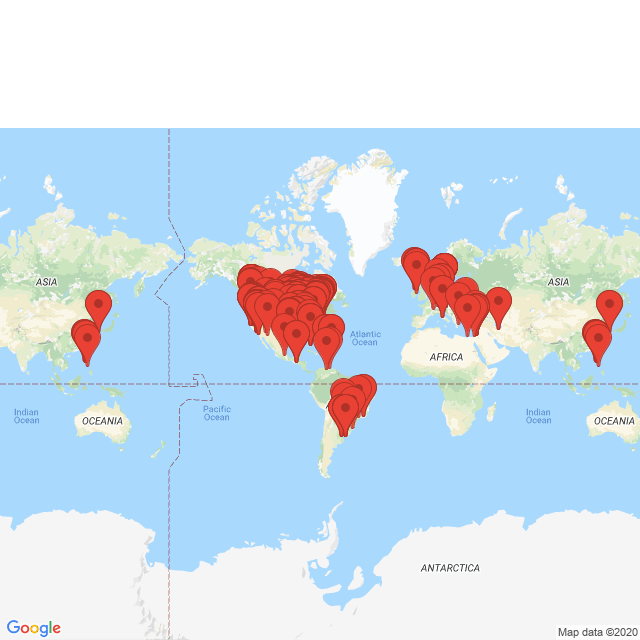 ASIA
ASIA
Atlantic
Ocean
AFRICA
Indian
Ocean
OCEANIA
Pacific
Ocean
Indian
Ocean
OCEANIA
ANTARCTICA
Google
Map data ©2020